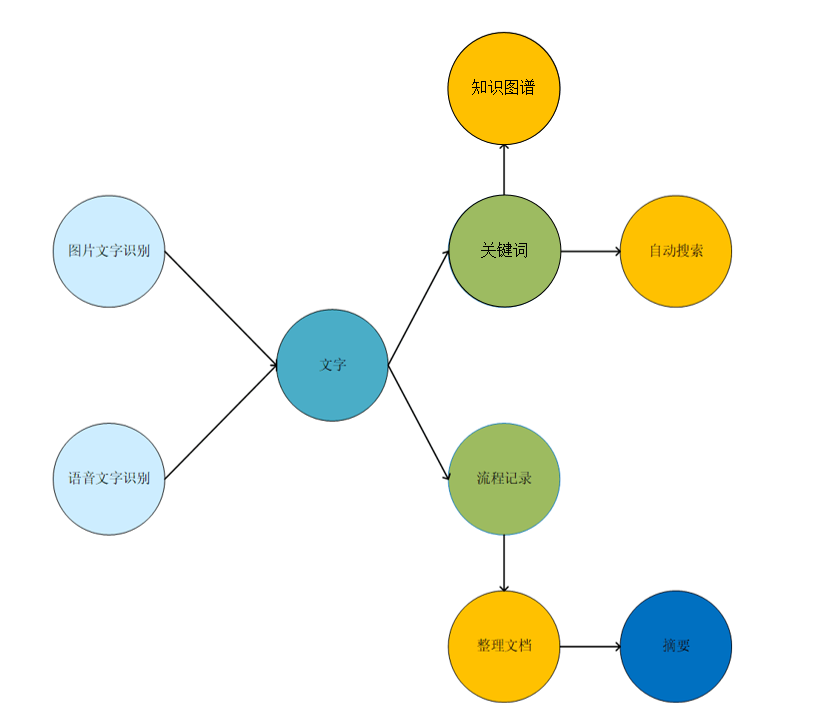 知识图谱
图片文字识别
关键词
自动搜索
文字
语音文字识别
流程记录
整理文档
摘要